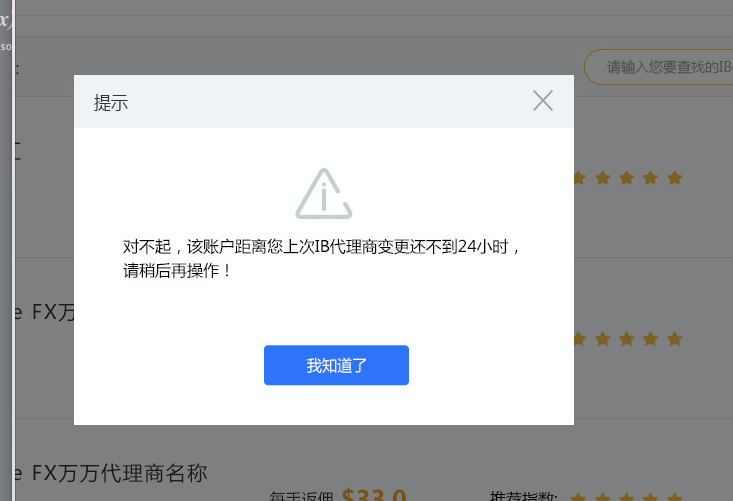 请输入您要查找的IB
提示
对不起，该账户距离您上次IB代理商变更还不到24小时，
请稍后再操作！
我知道了
e FX万
e FX万万代理商名称
每手返佣 $33.0
推荐指数: